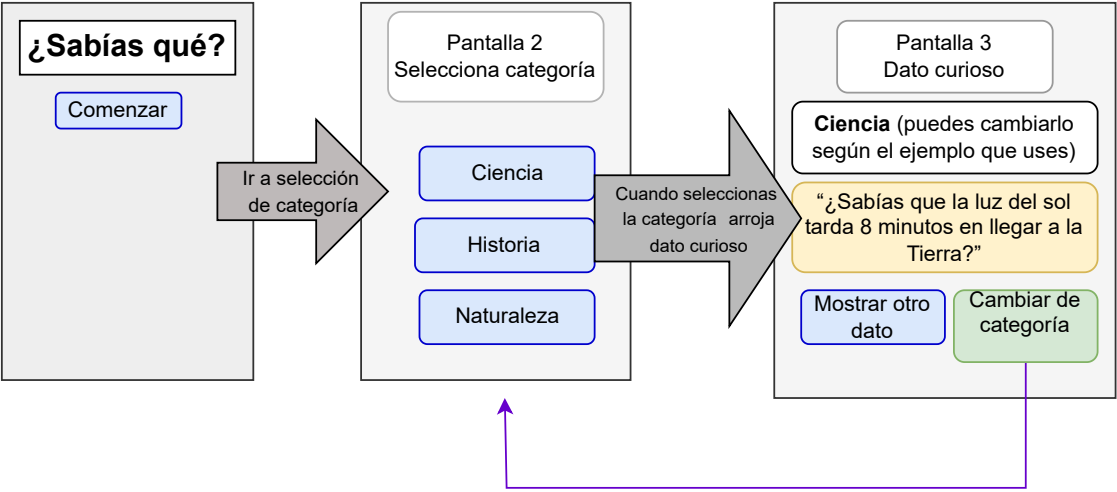 ¿Sabías qué?
Comenzar
Ir a selección
de categoría
Pantalla 2
Selecciona categoría
Ciencia
Historia
Naturaleza
Cuando seleccionas
la categoría arroja
dato curioso
Pantalla 3
Dato curioso
Ciencia (puedes cambiarlo
según el ejemplo que uses)
“¿Sabías que la luz del sol
tarda 8 minutos en llegar a la
Tierra?”
Mostrar otro
dato
Cambiar de
categoría